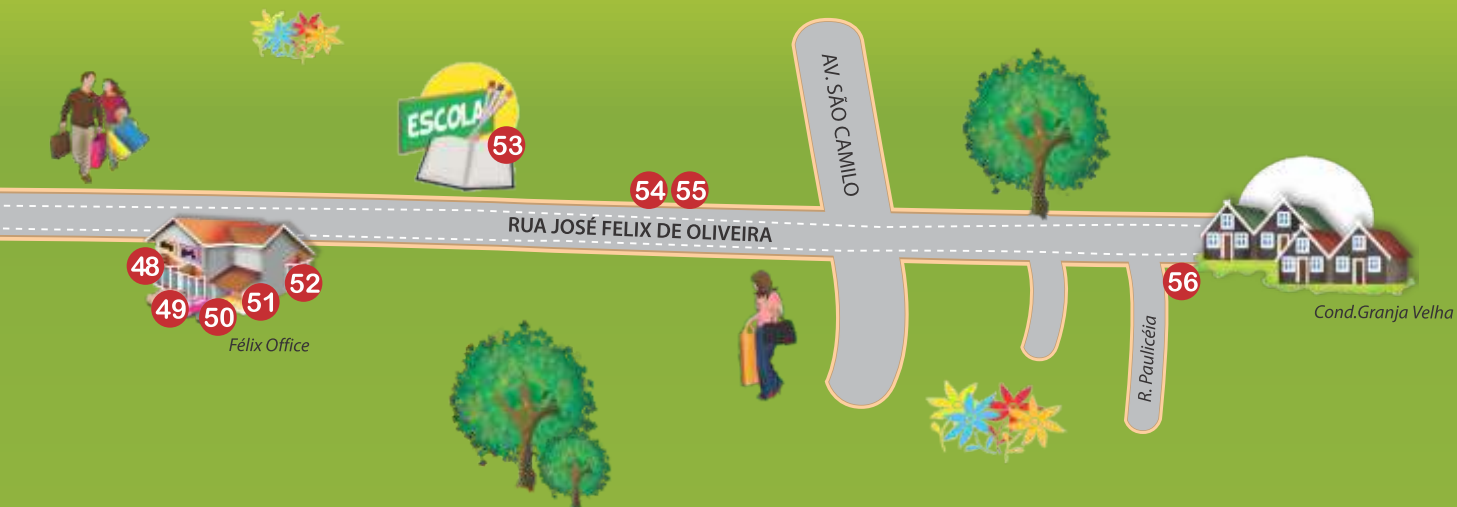 AV. SÃO CAMILO
ESCOLA
53
54
55
RUA JOSÉ FELIX DE OLIVEIRA
48
49
50
51
52
Félix Office
56
Cond.Granja Velha
R. Paulicéia